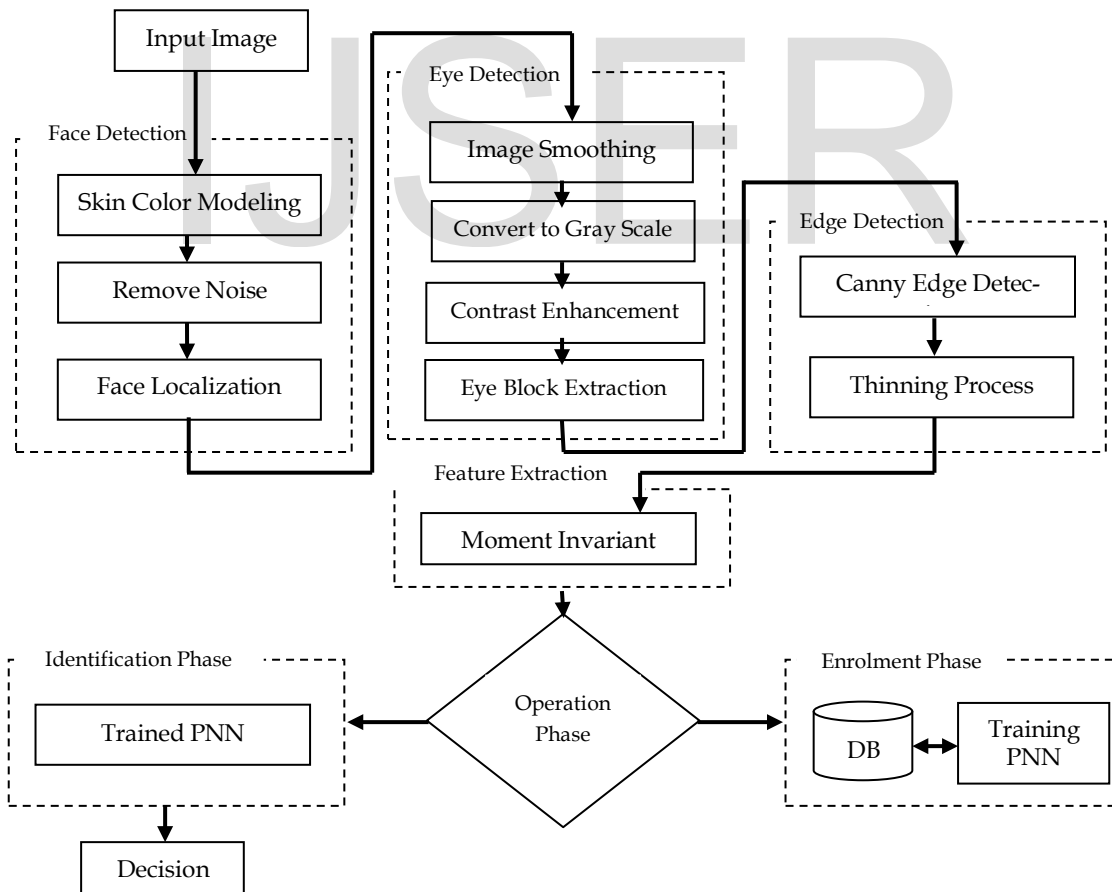 IJSER
Input Image
Face Detection
Skin Color Modeling
Remove Noise
Face Localization
Eye Detection
Image Smoothing
Convert to Gray Scale
Contrast Enhancement
Eye Block Extraction
Edge Detection
Canny Edge Detec-
Thinning Process
Feature Extraction
Moment Invariant
Operation
Phase
Identification Phase
Trained PNN
Decision
Enrolment Phase
DB
Training
PNN